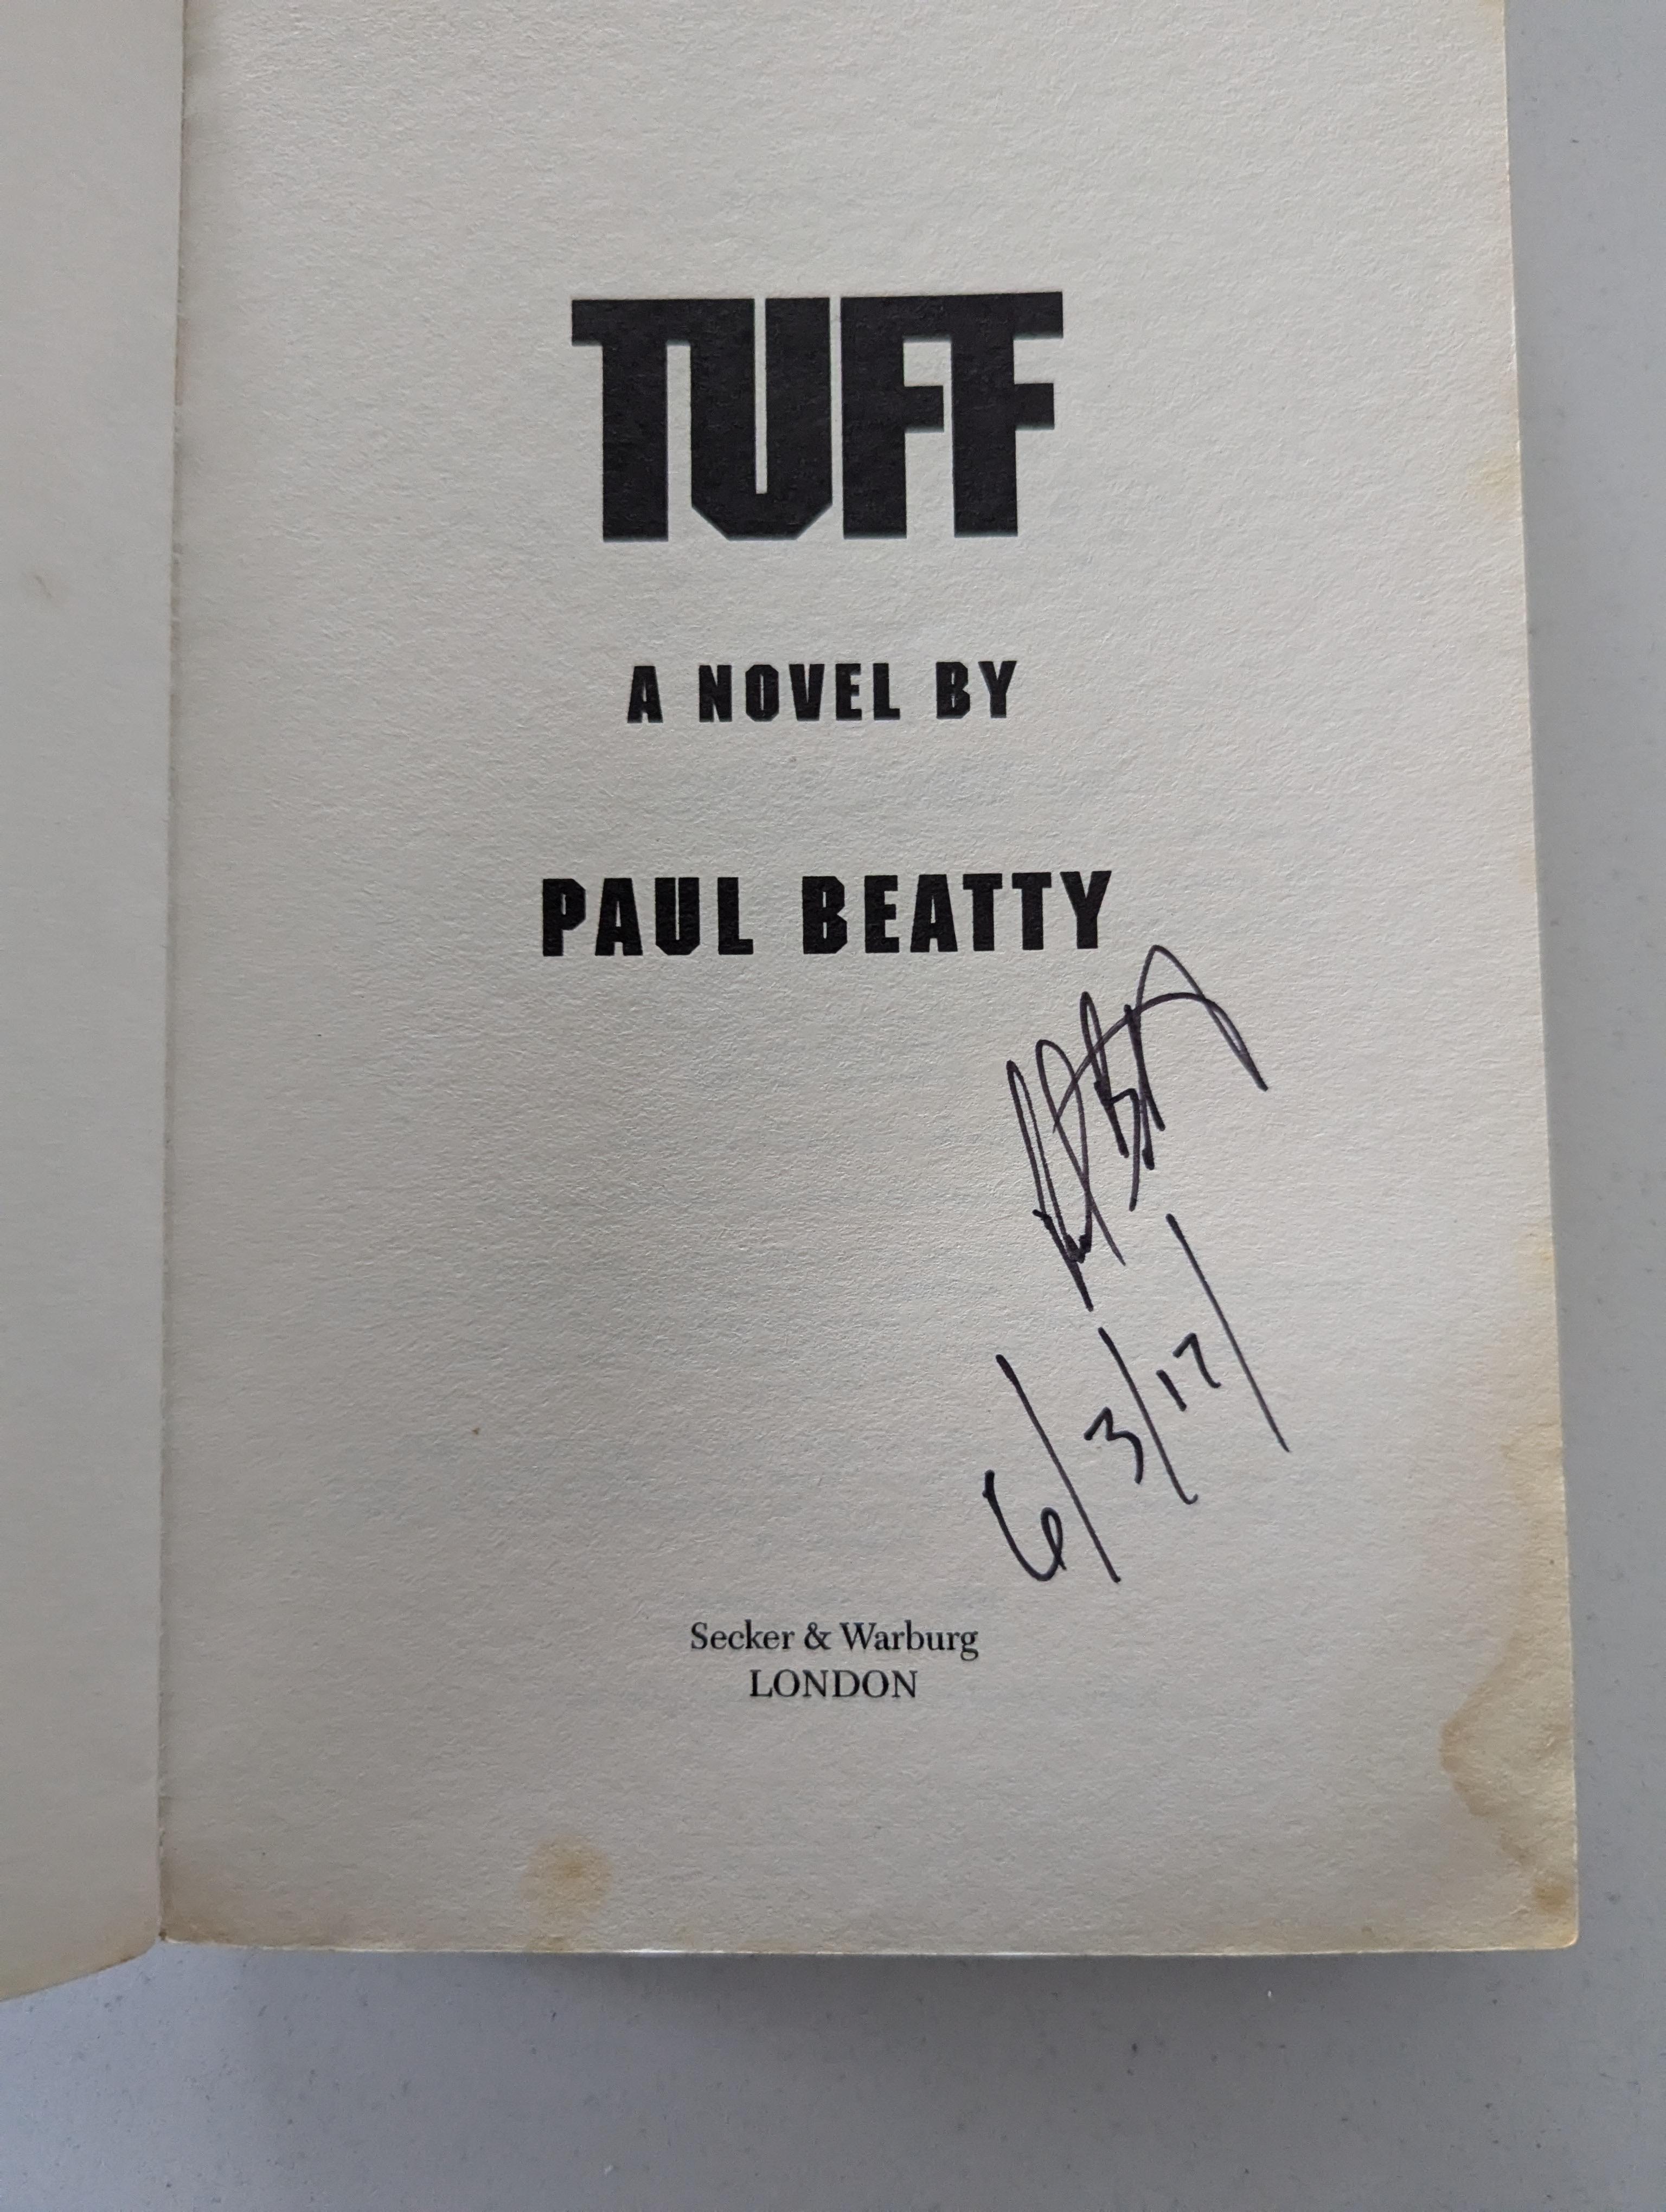 TUFF
A NOVEL BY
PAUL BEATTY
6/3/17/
Secker & Warburg
LONDON